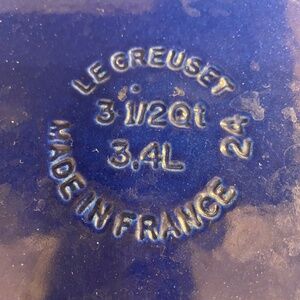 LE CREUSET
3 1/2Qt
3.4L
24
MADE IN FRANCE